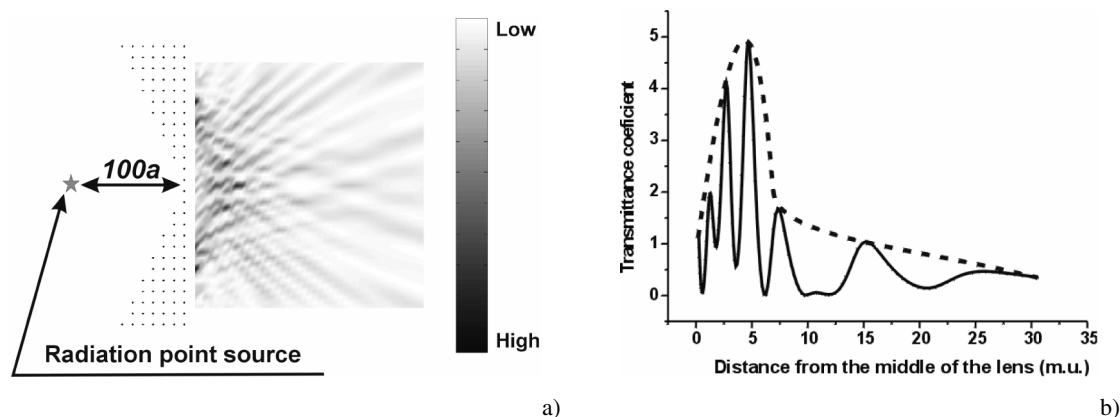 Low
100a
High
Radiation point source
a)
Transmittance coeficient
5
4
3
2
1
0
0
5
10
15
20
25
30
35
Distance from the middle of the lens (m.u.)
b)